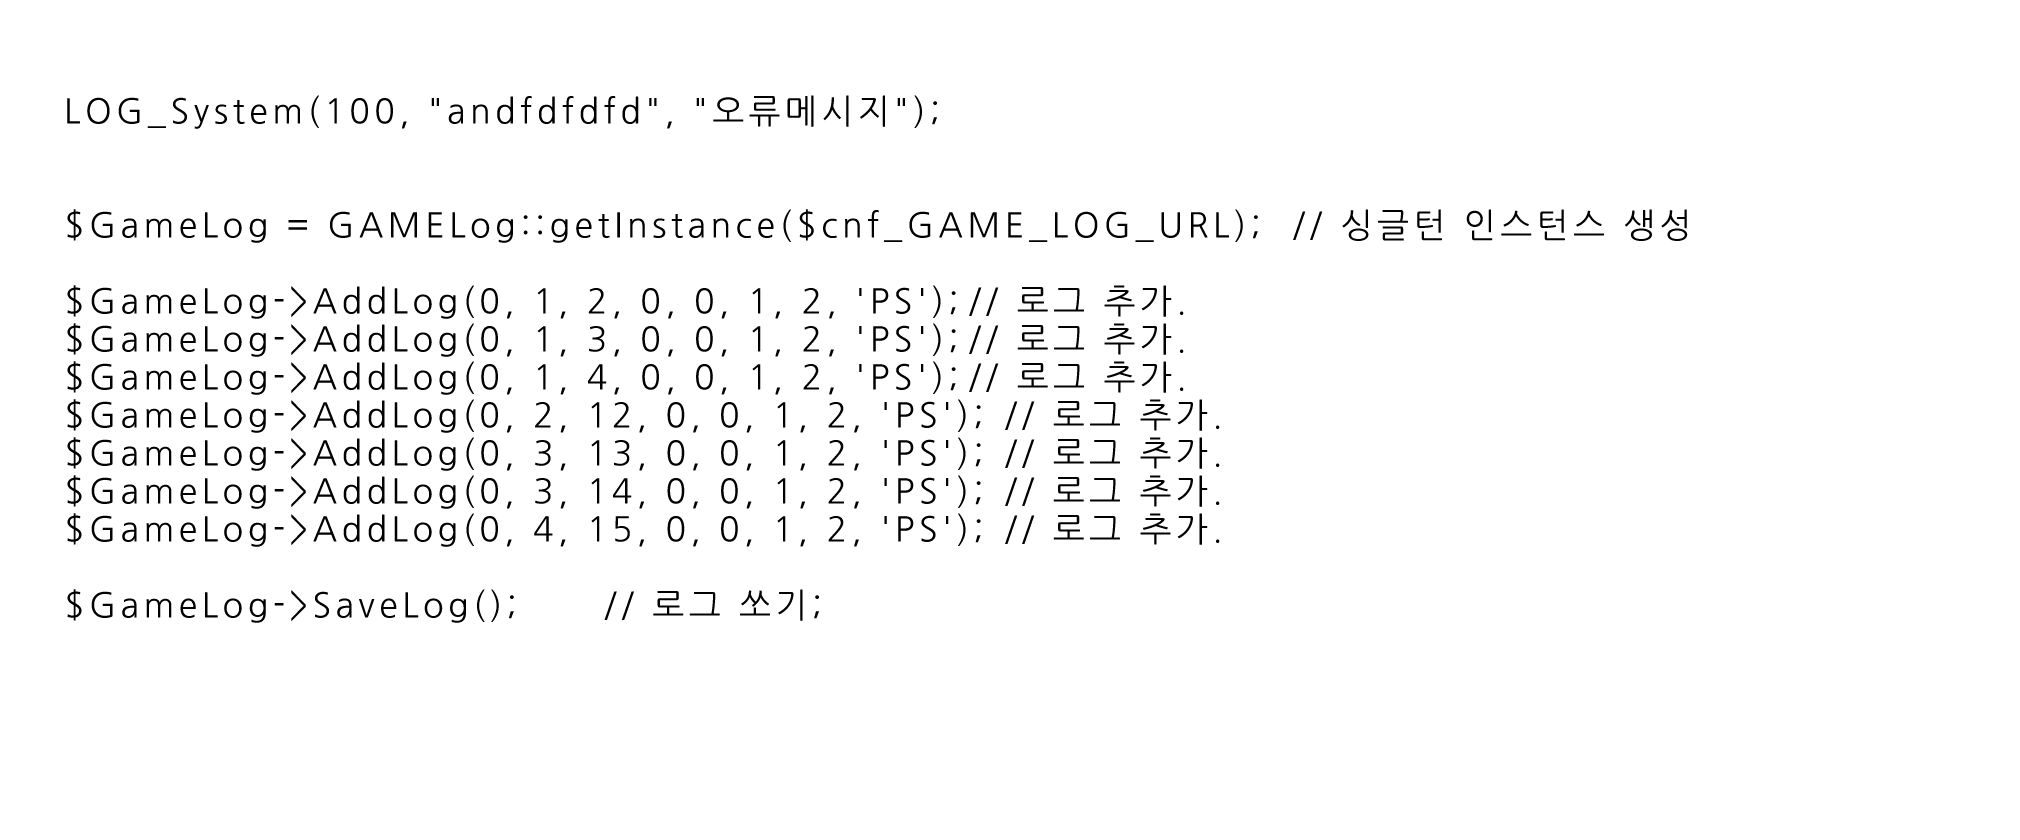 LOG_System(100, "andfdfdfd", "오류메시지");
$GameLog = GAMELog::getInstance($cnf_GAME_LOG_URL); // 싱글턴 인스턴스 생성
$GameLog->AddLog(0, 1, 2, 0, 0, 1, 2, 'PS');// 로그 추가.
$GameLog->AddLog(0, 1, 3, 0, 0, 1, 2, 'PS');// 로그 추가.
$GameLog->AddLog(0, 1, 4, 0, 0, 1, 2, 'PS');// 로그 추가.
$GameLog->AddLog(0, 2, 12, 0, 0, 1, 2, 'PS'); // 로그 추가.
$GameLog->AddLog(0, 3, 13, 0, 0, 1, 2, 'PS'); // 로그 추가.
$GameLog->AddLog(0, 3, 14, 0, 0, 1, 2, 'PS'); // 로그 추가.
$GameLog->AddLog(0, 4, 15, 0, 0, 1, 2, 'PS'); // 로그 추가.
$GameLog->SaveLog(); // 로그 쏘기;